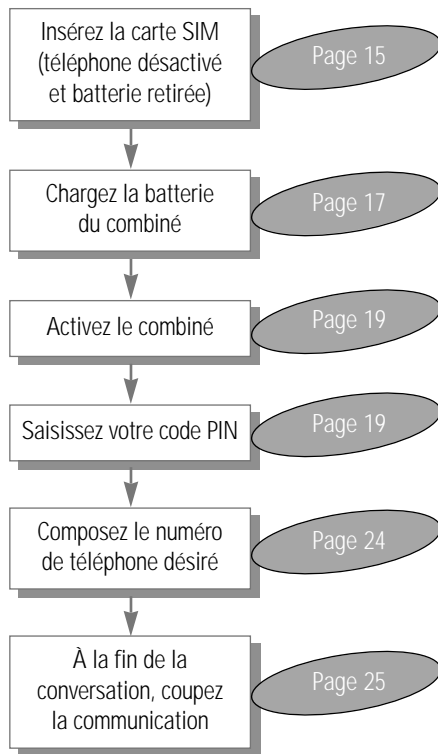 Insérez la carte SIM
(téléphone désactivé
et batterie retirée)
Page 15
Chargez la batterie
du combiné
Page 17
Activez le combiné
Page 19
Saisissez votre code PIN
Page 19
Composez le numéro
de téléphone désiré
Page 24
À la fin de la
conversation, coupez
la communication
Page 25